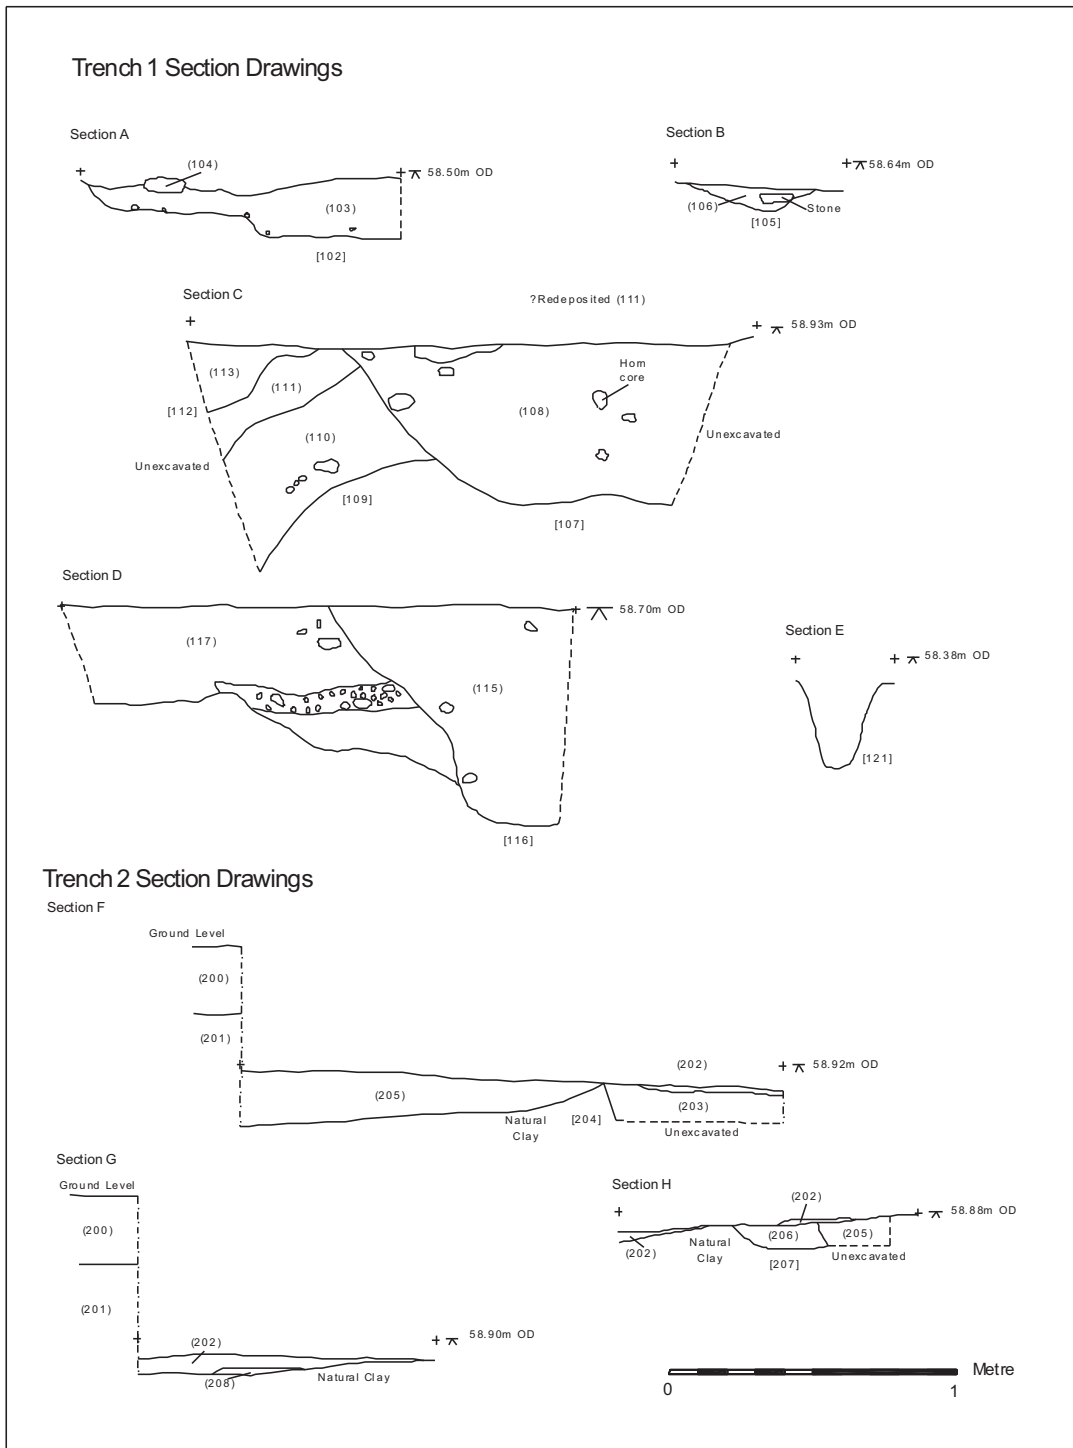 Trench 1 Section Drawings
Section A
(104)
58.50m OD
(103)
[102]
Section B
58.64m OD
(106)
Stone
[105]
Section C
?Redeposited (111)
58.93m OD
(113)
(111)
Horn
core
[112]
(108)
(110)
Unexcavated
Unexcavated
[109]
[107]
Section D
58.70m OD
(117)
(115)
[116]
Section E
58.38m OD
[121]
Trench 2 Section Drawings
Section F
Ground Level
(200)
(201)
(202)
58.92m OD
(205)
(203)
Natural
Clay
[204]
Unexcavated
Section G
Ground Level
(200)
(201)
58.90m OD
(202)
(208)
Natural Clay
Section H
(202)
58.88m OD
(202)
Natural
Clay
(206)
(205)
Unexcavated
[207]
Metre
0
1